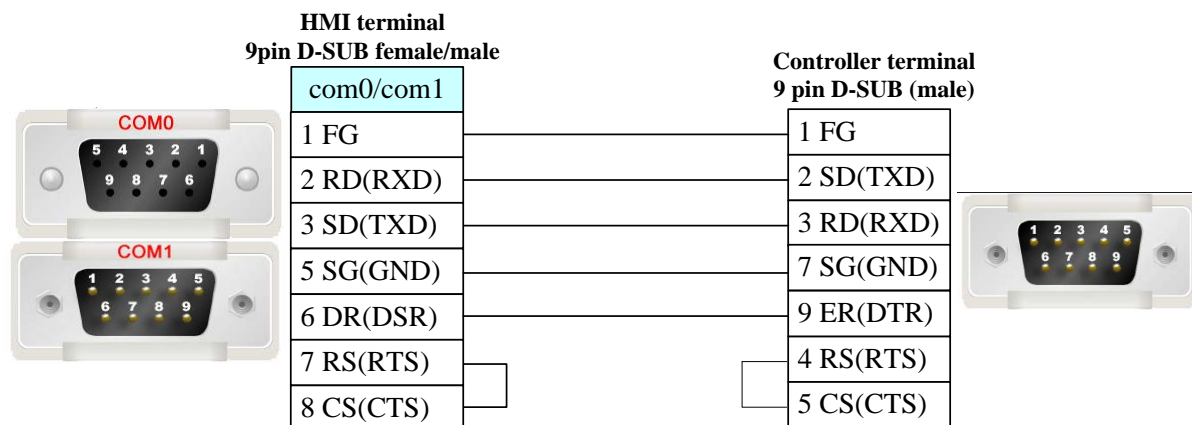 HMI terminal
9pin D-SUB female/male
com0/com1
1 FG
2 RD(RXD)
3 SD(TXD)
5 SG(GND)
6 DR(DSR)
7 RS(RTS)
8 CS(CTS)
Controller terminal
9 pin D-SUB (male)
1 FG
2 SD(TXD)
3 RD(RXD)
7 SG(GND)
9 ER(DTR)
4 RS(RTS)
5 CS(CTS)
COM0
5 4 3 2 1
9 8 7 6
COM1
1 2 3 4 5
6 7 8 9
1 2 3 4 5
6 7 8 9